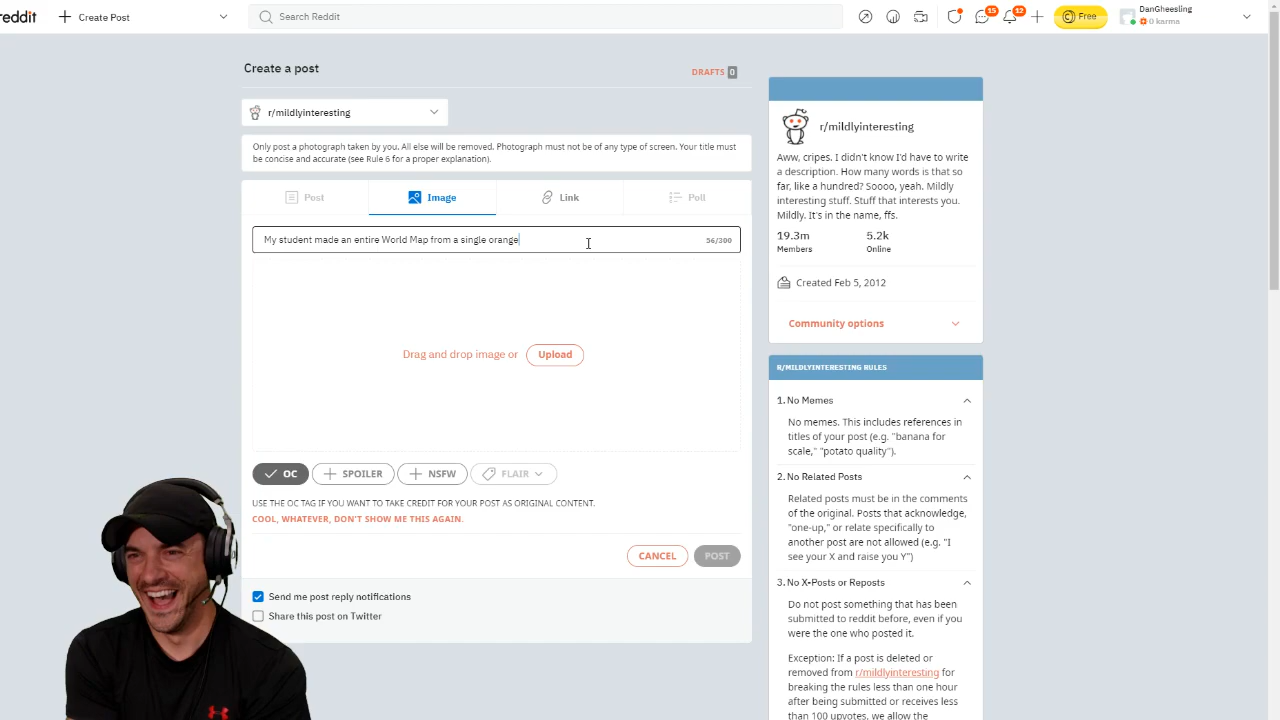 reddit
Create Post
Search Reddit
15
12
Free
DanGheesling
0 karma
Create a post
DRAFTS 0
r/mildlyinteresting
Only post a photograph taken by you. All else will be removed. Photograph must not be of any type of screen. Your title must
be concise and accurate (see Rule 6 for a proper explanation).
Post
Image
Link
Poll
My student made an entire World Map from a single orange
56/300
Drag and drop image or Upload
OC
SPOILER
NSFW
FLAIR
USE THE OC TAG IF YOU WANT TO TAKE CREDIT FOR YOUR POST AS ORIGINAL CONTENT.
COOL, WHATEVER, DON'T SHOW ME THIS AGAIN.
CANCEL
POST
Send me post reply notifications
Share this post on Twitter
r/mildlyinteresting
Aww, cripes. I didn't know I'd have to write
a description. How many words is that so
far, like a hundred? Soooo, yeah. Mildly
interesting stuff. Stuff that interests you.
Mildly. It's in the name, ffs.
19.3m
Members
5.2k
Online
Created Feb 5, 2012
Community options
R/MILDLYINTERESTING RULES
1. No Memes
No memes. This includes references in
titles of your post (e.g. "banana for
scale," "potato quality").
2. No Related Posts
Related posts must be in the comments
of the original. Posts that acknowledge,
"one-up", or relate specifically to
another post are not allowed (e.g. "I
see your X and raise you Y")
3. No X-Posts or Reposts
Do not post something that has been
submitted to reddit before, even if you
were the one who posted it.
Exception: If a post is deleted or
removed from r/mildlyinteresting for
breaking the rules less than one hour
after being submitted or receives less
than 100 upvotes, we allow the